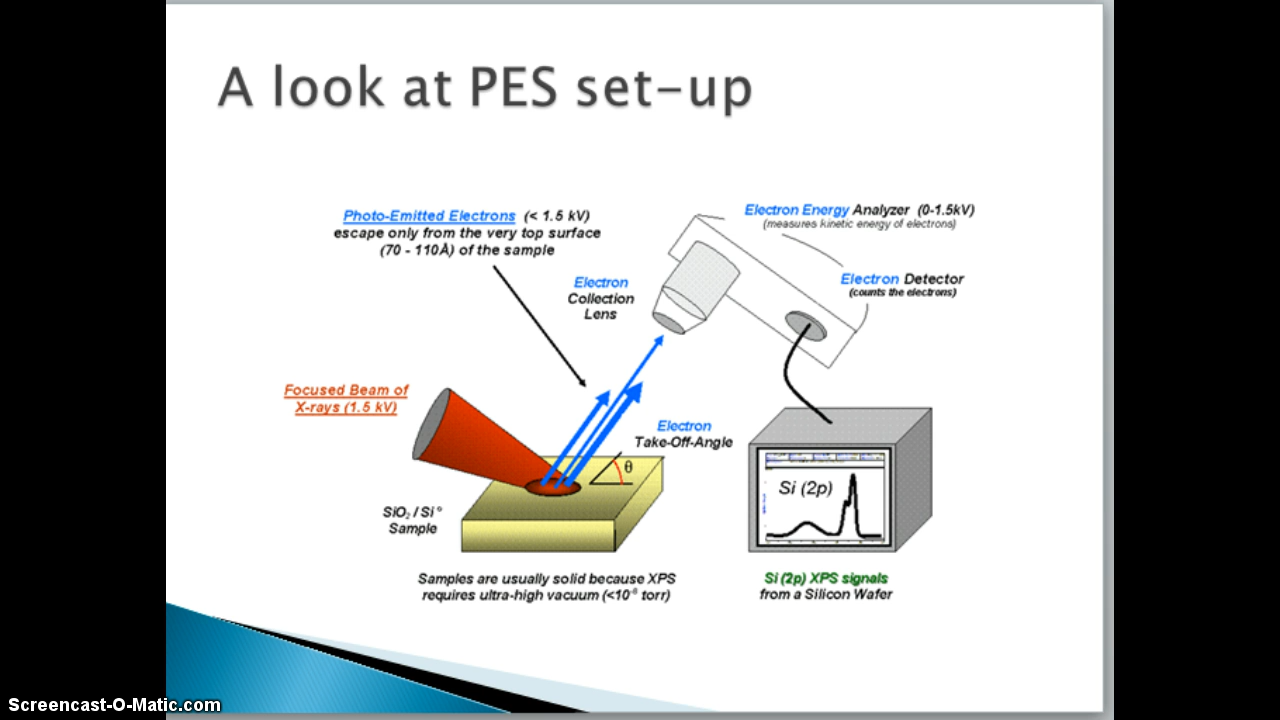 A look at PES set-up
Photo-Emitted Electrons (< 1.5 kV)
escape only from the very top surface
(70 - 110Å) of the sample
Electron Energy Analyzer (0-1.5kV)
(measures kinetic energy of electrons)
Electron
Collection
Lens
Electron Detector
(counts the electrons)
Focused Beam of
X-rays (1.5 kV)
Electron
Take-Off-Angle
θ
SiO₂ / Si°
Sample
Si (2p)
Samples are usually solid because XPS
requires ultra-high vacuum (<10⁻⁸ torr)
Si (2p) XPS signals
from a Silicon Wafer
Screencast-O-Matic.com